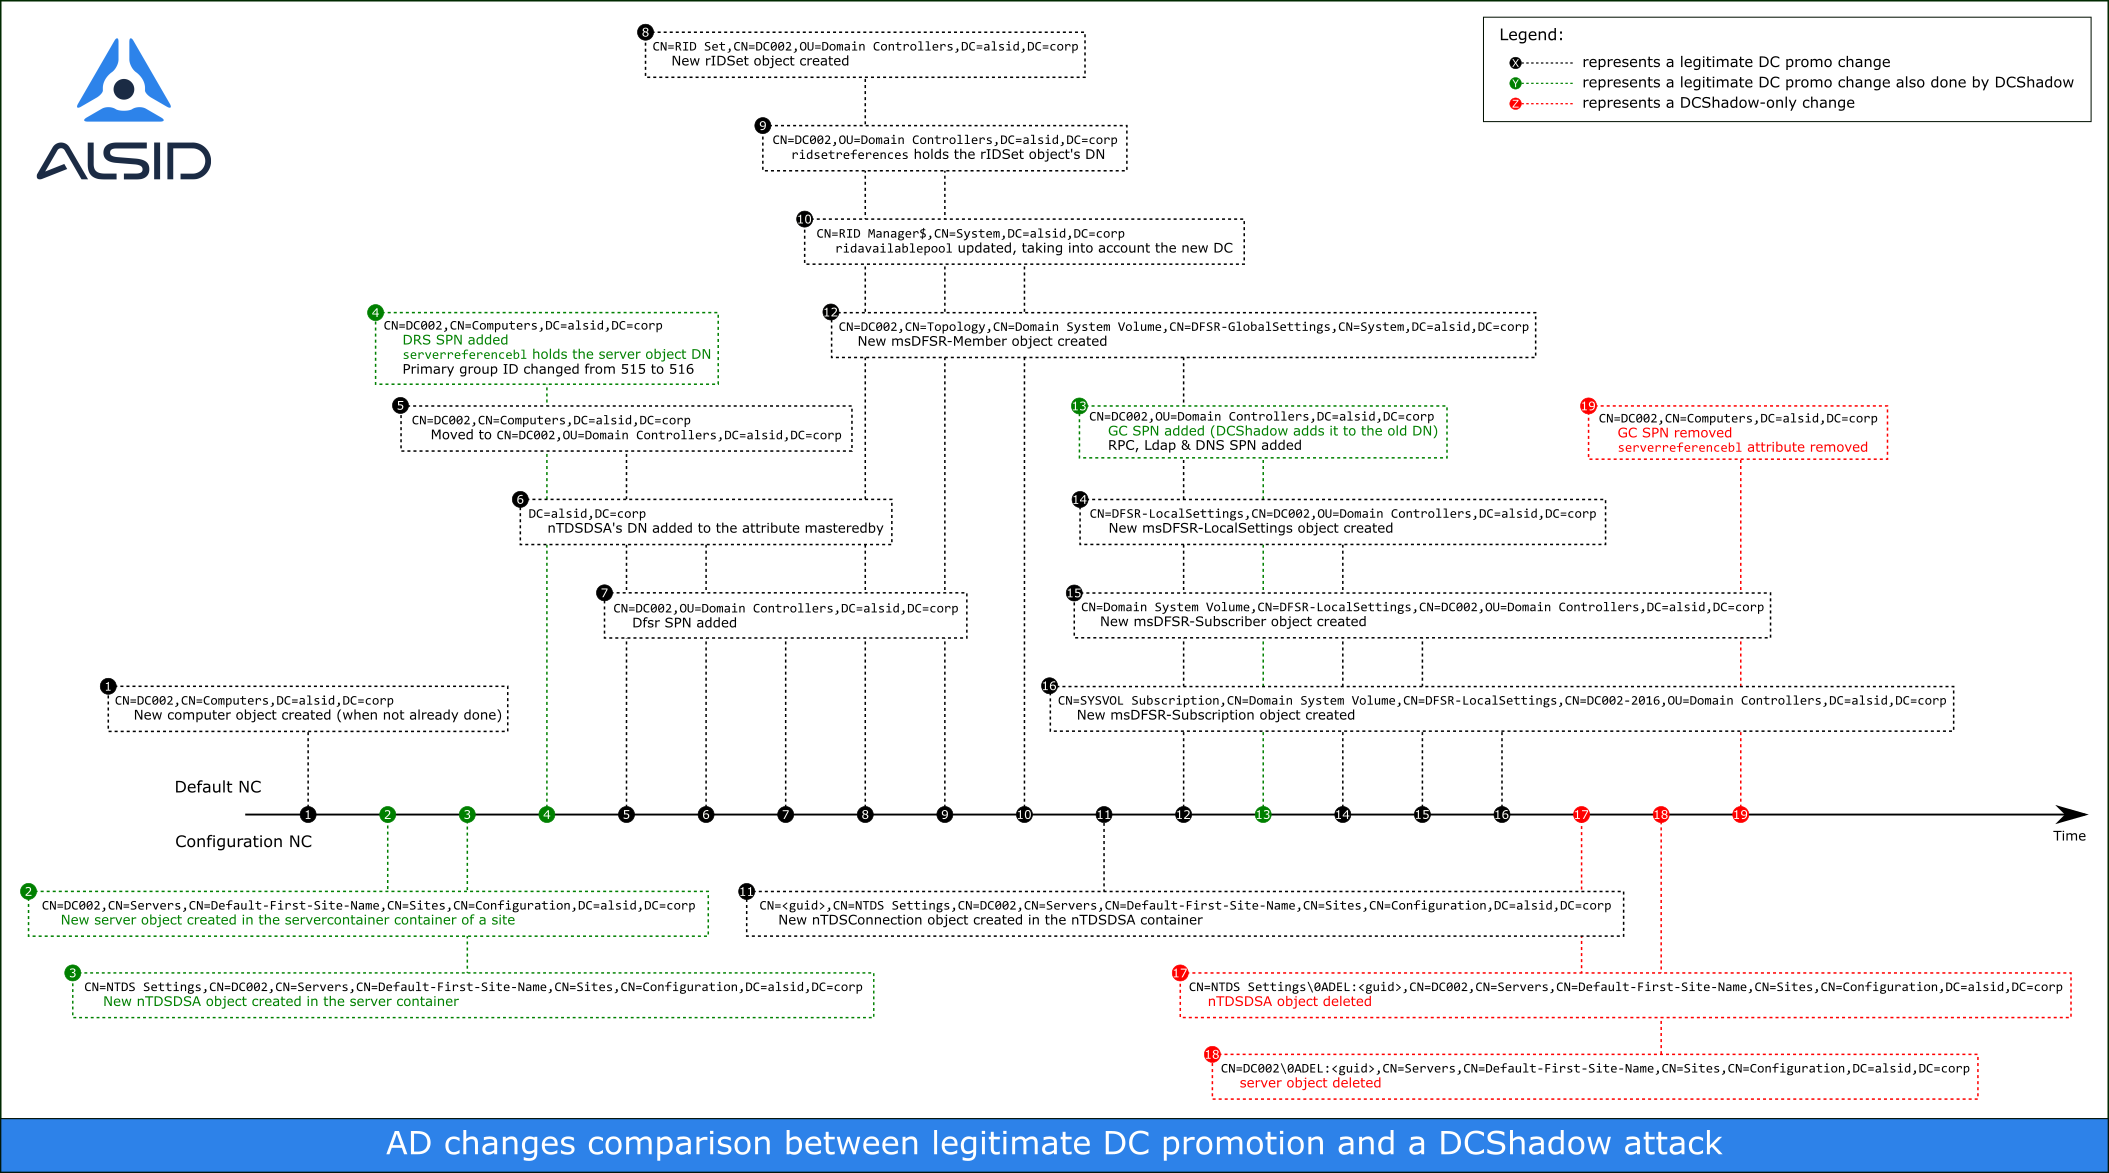 ALSID
Legend:
X represents a legitimate DC promo change
Y represents a legitimate DC promo change also done by DCShadow
Z represents a DCShadow-only change
8
CN=RID Set,CN=DC002,OU=Domain Controllers,DC=alsid,DC=corp
New rIDSet object created
9
CN=DC002,OU=Domain Controllers,DC=alsid,DC=corp
ridsetreferences holds the rIDSet object's DN
10
CN=RID Manager$,CN=System,DC=alsid,DC=corp
ridavailablepool updated, taking into account the new DC
4
CN=DC002,CN=Computers,DC=alsid,DC=corp
DRS SPN added
serverreferencebl holds the server object DN
Primary group ID changed from 515 to 516
12
CN=DC002,CN=Topology,CN=Domain System Volume,CN=DFSR-GlobalSettings,CN=System,DC=alsid,DC=corp
New msDFSR-Member object created
5
CN=DC002,CN=Computers,DC=alsid,DC=corp
Moved to CN=DC002,OU=Domain Controllers,DC=alsid,DC=corp
13
CN=DC002,OU=Domain Controllers,DC=alsid,DC=corp
GC SPN added (DCShadow adds it to the old DN)
RPC, Ldap & DNS SPN added
19
CN=DC002,CN=Computers,DC=alsid,DC=corp
GC SPN removed
serverreferencebl attribute removed
6
DC=alsid,DC=corp
nTDSDSA's DN added to the attribute masteredby
14
CN=DFSR-LocalSettings,CN=DC002,OU=Domain Controllers,DC=alsid,DC=corp
New msDFSR-LocalSettings object created
7
CN=DC002,OU=Domain Controllers,DC=alsid,DC=corp
Dfsr SPN added
15
CN=Domain System Volume,CN=DFSR-LocalSettings,CN=DC002,OU=Domain Controllers,DC=alsid,DC=corp
New msDFSR-Subscriber object created
1
CN=DC002,CN=Computers,DC=alsid,DC=corp
New computer object created (when not already done)
16
CN=SYSVOL Subscription,CN=Domain System Volume,CN=DFSR-LocalSettings,CN=DC002-2016,OU=Domain Controllers,DC=alsid,DC=corp
New msDFSR-Subscription object created
Default NC
1 2 3 4 5 6 7 8 9 10 11 12 13 14 15 16 17 18 19
Time
Configuration NC
2
CN=DC002,CN=Servers,CN=Default-First-Site-Name,CN=Sites,CN=Configuration,DC=alsid,DC=corp
New server object created in the servercontainer container of a site
11
CN=<guid>,CN=NTDS Settings,CN=DC002,CN=Servers,CN=Default-First-Site-Name,CN=Sites,CN=Configuration,DC=alsid,DC=corp
New nTDSConnection object created in the nTDSDSA container
3
CN=NTDS Settings,CN=DC002,CN=Servers,CN=Default-First-Site-Name,CN=Sites,CN=Configuration,DC=alsid,DC=corp
New nTDSDSA object created in the server container
17
CN=NTDS Settings\0ADEL:<guid>,CN=DC002,CN=Servers,CN=Default-First-Site-Name,CN=Sites,CN=Configuration,DC=alsid,DC=corp
nTDSDSA object deleted
18
CN=DC002\0ADEL:<guid>,CN=Servers,CN=Default-First-Site-Name,CN=Sites,CN=Configuration,DC=alsid,DC=corp
server object deleted
AD changes comparison between legitimate DC promotion and a DCShadow attack